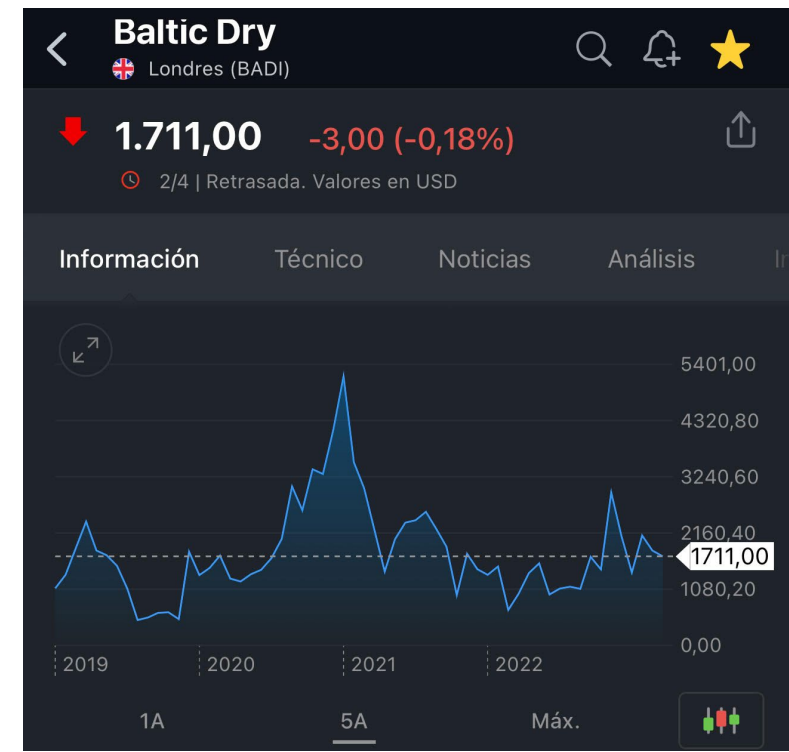 Baltic Dry
Londres (BADI)
1.711,00 -3,00 (-0,18%)
2/4 | Retrasada. Valores en USD
Información Técnico Noticias Análisis
5401,00
4320,80
3240,60
2160,40
1711,00
1080,20
0,00
2019 2020 2021 2022
1A 5A Máx.